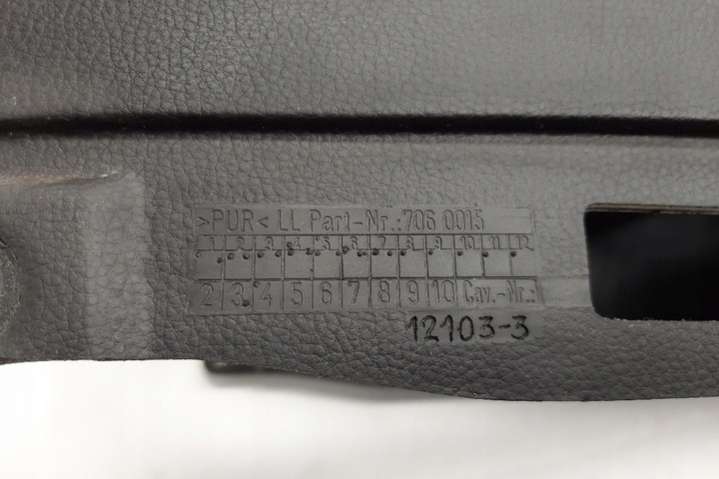 >PUR< LL Part-Nr.:706 0015
1 2 3 4 5 6 7 8 9 10 11 12
2 3 4 5 6 7 8 9 10 Cav.-Nr.:
12103-3